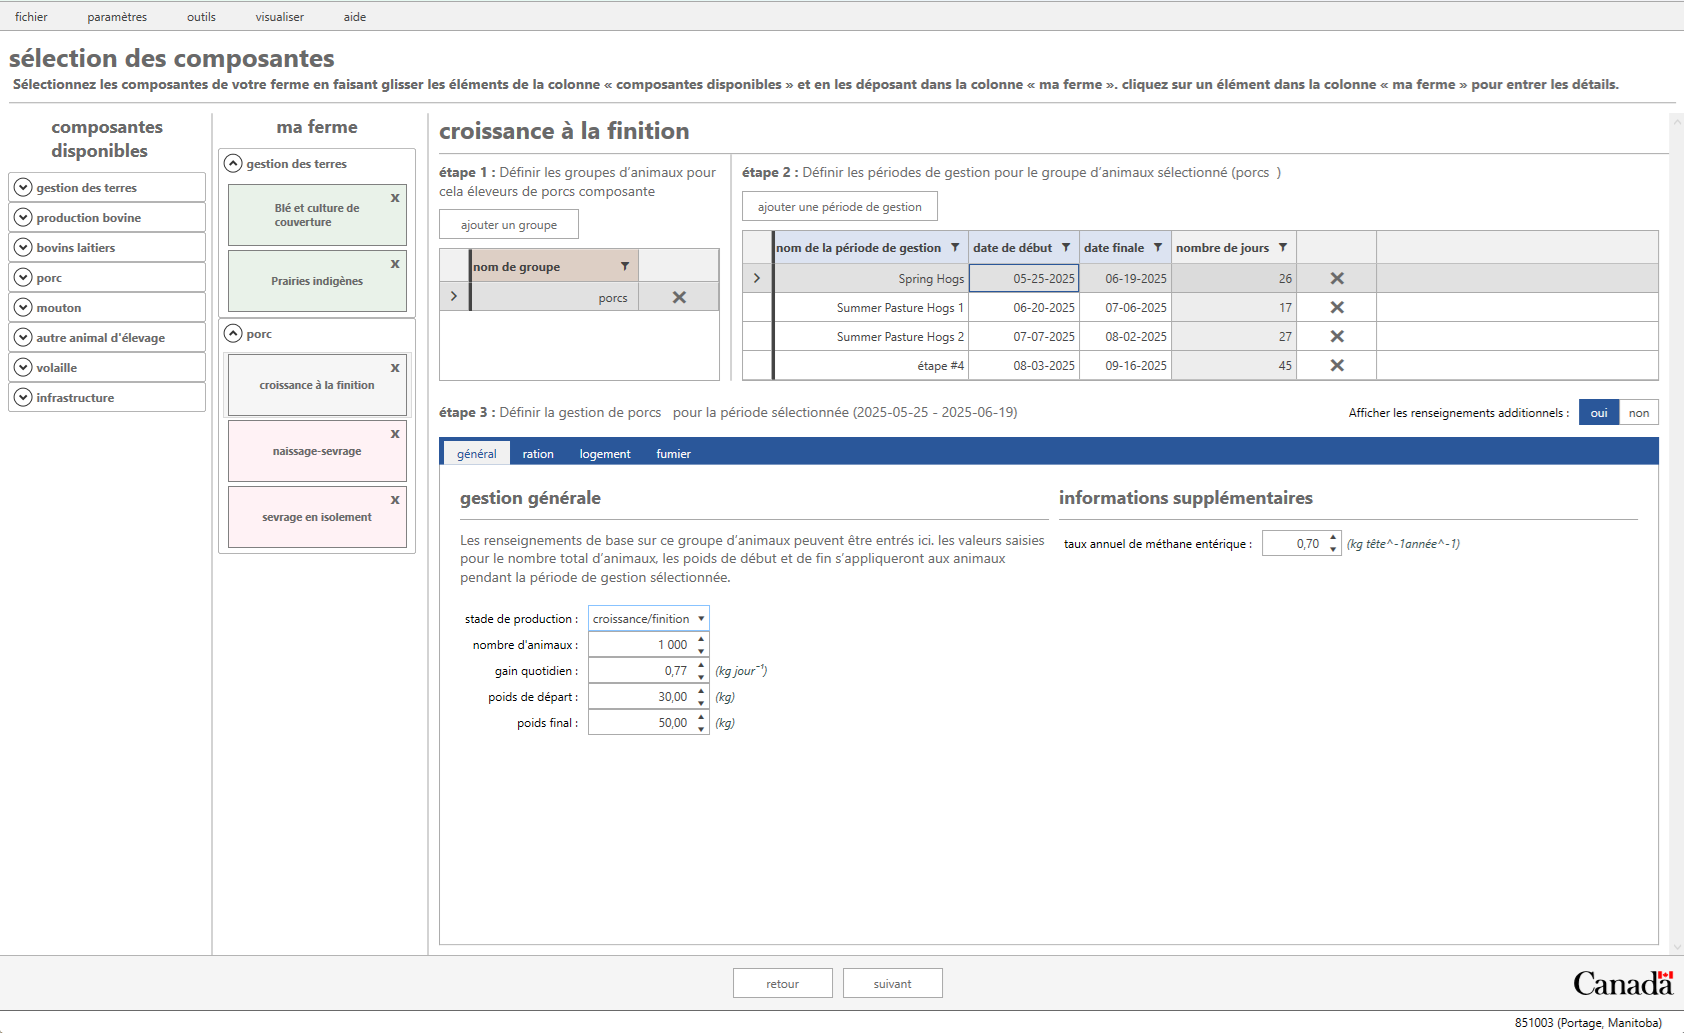 fichier paramètres outils visualiser aide
sélection des composantes
Sélectionnez les composantes de votre ferme en faisant glisser les éléments de la colonne « composantes disponibles » et en les déposant dans la colonne « ma ferme ». cliquez sur un élément dans la colonne « ma ferme » pour entrer les détails.
composantes
disponibles
gestion des terres
production bovine
bovins laitiers
porc
mouton
autre animal d'élevage
volaille
infrastructure
ma ferme
gestion des terres
Blé et culture de
couverture
x
Prairies indigènes
x
porc
croissance à la finition
x
naissage-sevrage
x
sevrage en isolement
x
croissance à la finition
étape 1 : Définir les groupes d'animaux pour
cela éleveurs de porcs composante
ajouter un groupe
nom de groupe
porcs
étape 2 : Définir les périodes de gestion pour le groupe d'animaux sélectionné (porcs )
ajouter une période de gestion
nom de la période de gestion date de début date finale nombre de jours
Spring Hogs 05-25-2025 06-19-2025 26
Summer Pasture Hogs 1 06-20-2025 07-06-2025 17
Summer Pasture Hogs 2 07-07-2025 08-02-2025 27
étape #4 08-03-2025 09-16-2025 45
étape 3 : Définir la gestion de porcs pour la période sélectionnée (2025-05-25 - 2025-06-19)
Afficher les renseignements additionnels : oui non
général ration logement fumier
gestion générale
Les renseignements de base sur ce groupe d'animaux peuvent être entrés ici. les valeurs saisies
pour le nombre total d'animaux, les poids de début et de fin s'appliqueront aux animaux
pendant la période de gestion sélectionnée.
stade de production : croissance/finition
nombre d'animaux : 1 000
gain quotidien : 0,77 (kg jour⁻¹)
poids de départ : 30,00 (kg)
poids final : 50,00 (kg)
informations supplémentaires
taux annuel de méthane entérique : 0,70 (kg tête^-1année^-1)
retour suivant
Canada
851003 (Portage, Manitoba)